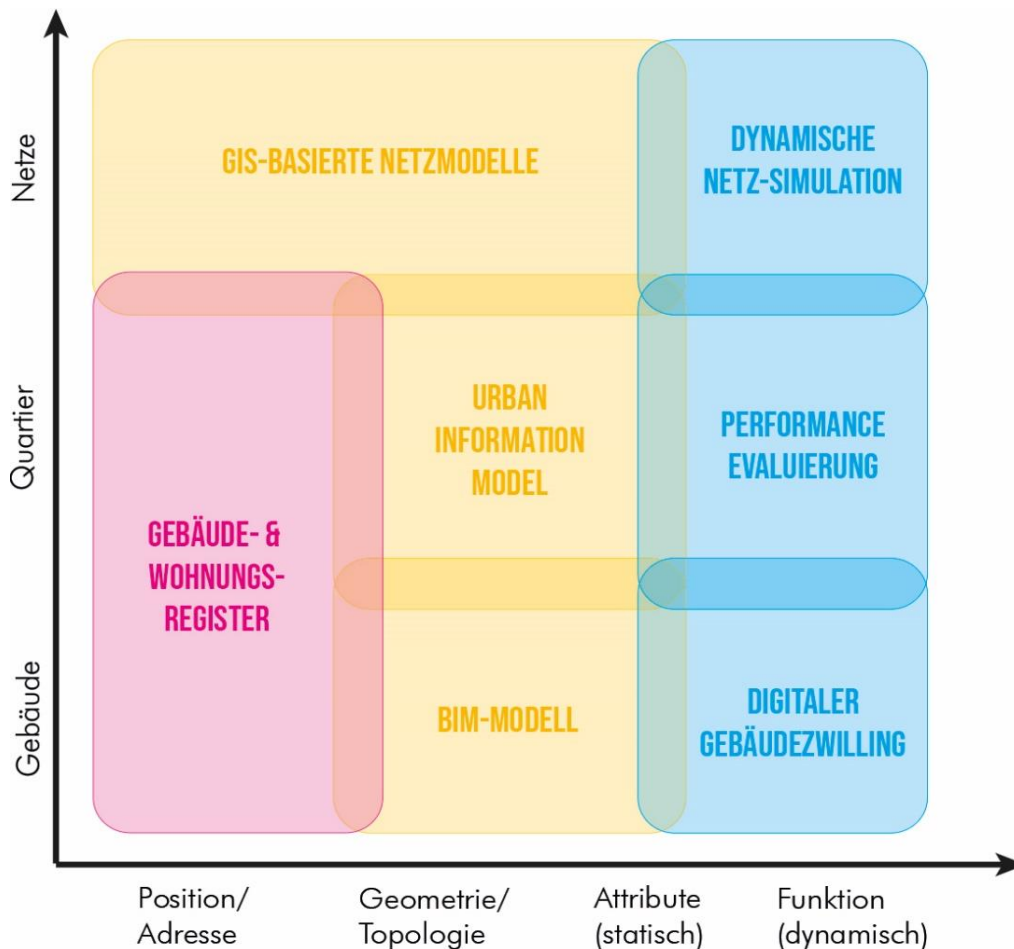 Netze
GIS-BASIERTE NETZMODELLE
DYNAMISCHE
NETZ-SIMULATION
Quartier
URBAN
INFORMATION
MODEL
PERFORMANCE
EVALUIERUNG
GEBÄUDE- &
WOHNUNGS-
REGISTER
Gebäude
BIM-MODELL
DIGITALER
GEBÄUDEZWILLING
Position/
Adresse
Geometrie/
Topologie
Attribute
(statisch)
Funktion
(dynamisch)